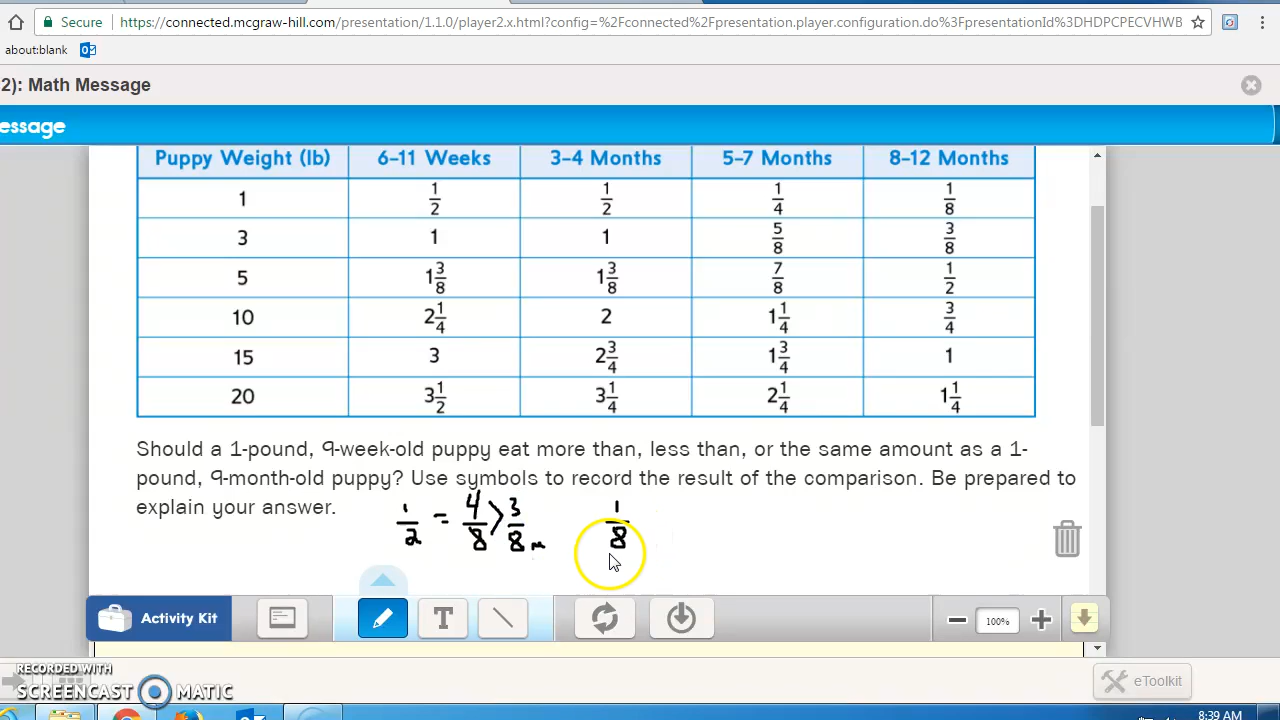 Secure https://connected.mcgraw-hill.com/presentation/1.1.0/player2.x.html?config=%2Fconnected%2Fpresentation.player.configuration.do%3FpresentationId%3DHDPCPECVHWB
about:blank
2): Math Message
essage
Puppy Weight (lb) 6–11 Weeks 3–4 Months 5–7 Months 8–12 Months
1 1/2 1/2 1/4 1/8
3 1 1 5/8 3/8
5 1 3/8 1 3/8 7/8 1/2
10 2 1/4 2 1 1/4 3/4
15 3 2 3/4 1 3/4 1
20 3 1/2 3 1/4 2 1/4 1 1/4
Should a 1-pound, 9-week-old puppy eat more than, less than, or the same amount as a 1-
pound, 9-month-old puppy? Use symbols to record the result of the comparison. Be prepared to
explain your answer.
1/2 = 4/8 > 3/8 1/8
Activity Kit T 100%
RECORDED WITH
SCREENCAST MATIC
eToolkit
8:39 AM